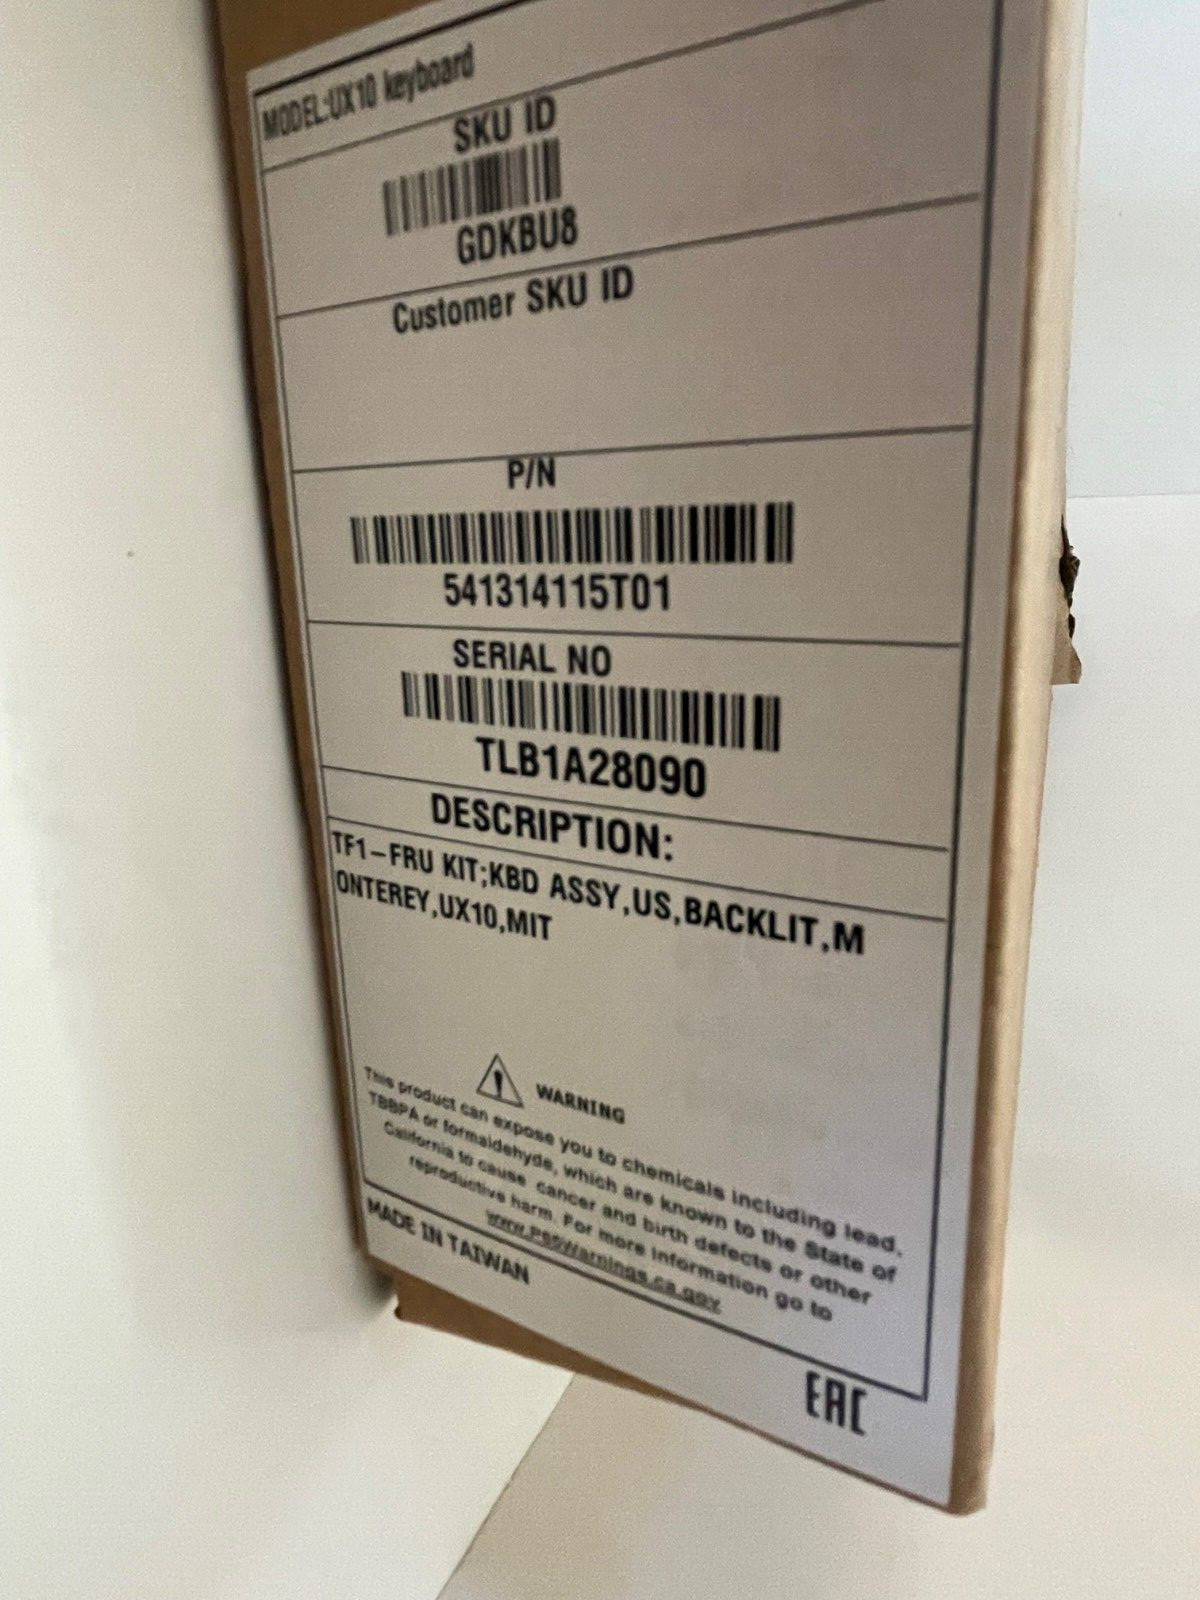 MODEL:UX10 keyboard
SKU ID
GDKBU8
Customer SKU ID
P/N
541314115T01
SERIAL NO
TLB1A28090
DESCRIPTION:
TF1-FRU KIT;KBD ASSY,US,BACKLIT,M
ONTEREY,UX10,MIT
WARNING
This product can expose you to chemicals including lead,
TBBPA or formaldehyde, which are known to the State of
California to cause cancer and birth defects or other
reproductive harm. For more information go to
www.P65Warnings.ca.gov
MADE IN TAIWAN
EAC